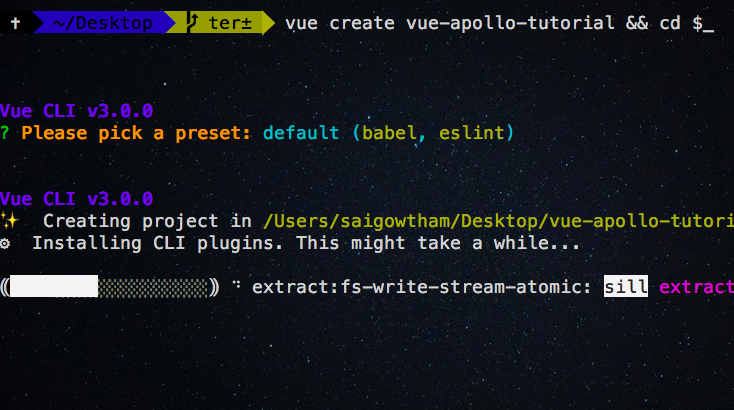 ✝ ~/Desktop ter± vue create vue-apollo-tutorial && cd $_
Vue CLI v3.0.0
? Please pick a preset: default (babel, eslint)
Vue CLI v3.0.0
✨ Creating project in /Users/saigowtham/Desktop/vue-apollo-tutori
⚙ Installing CLI plugins. This might take a while...
((██████░░░░░░░░░░)) ⠙ extract:fs-write-stream-atomic: sill extract